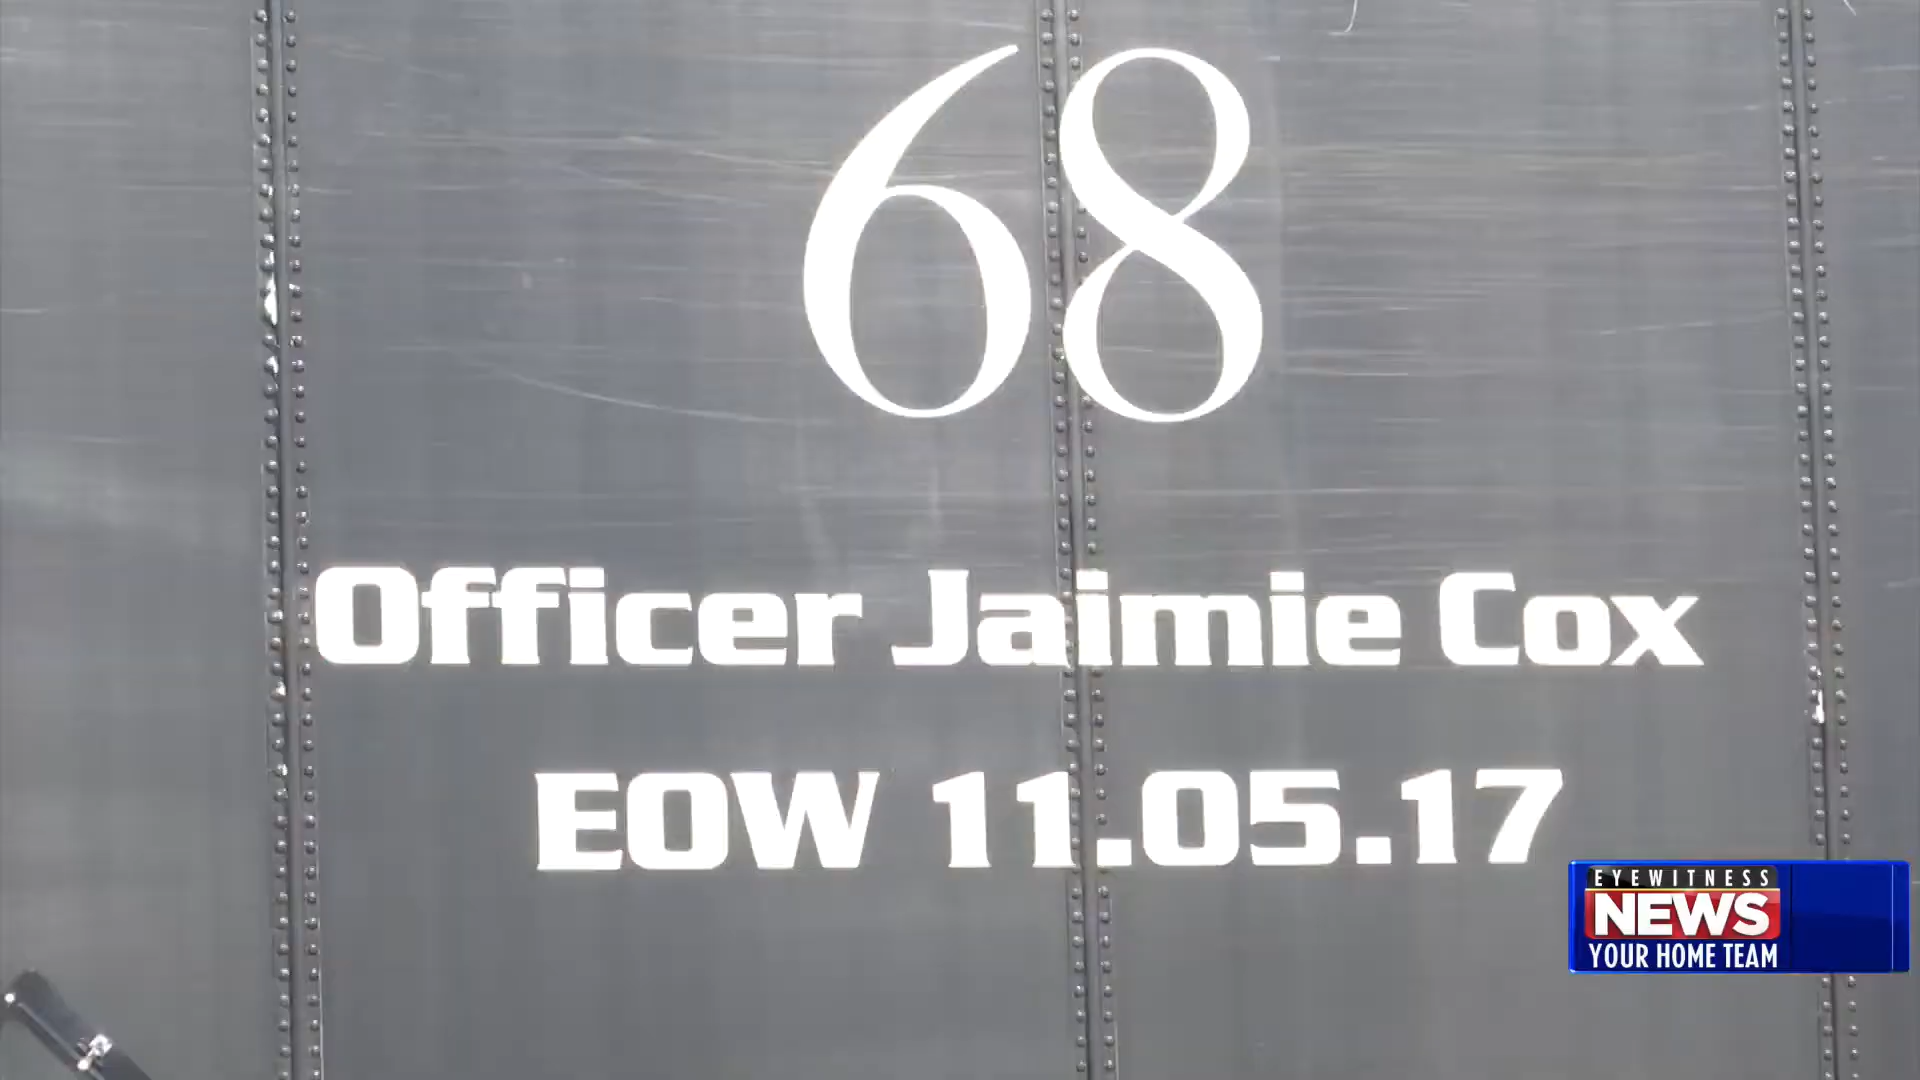 68
Officer Jaimie Cox
EOW 11.05.17
EYEWITNESS
NEWS
YOUR HOME TEAM